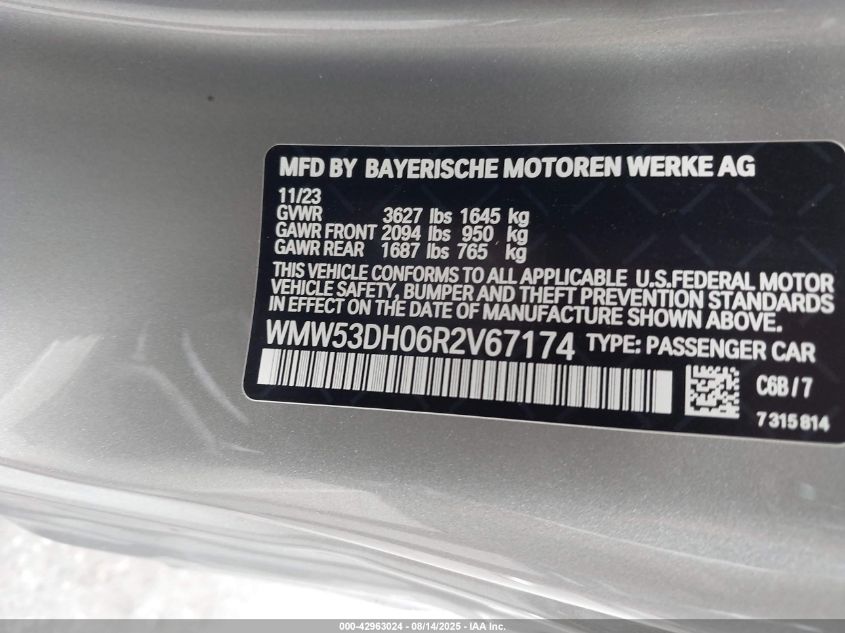 MFD BY BAYERISCHE MOTOREN WERKE AG
11/23
GVWR 3627 lbs 1645 kg
GAWR FRONT 2094 lbs 950 kg
GAWR REAR 1687 lbs 765 kg
THIS VEHICLE CONFORMS TO ALL APPLICABLE U.S.FEDERAL MOTOR
VEHICLE SAFETY, BUMPER AND THEFT PREVENTION STANDARDS
IN EFFECT ON THE DATE OF MANUFACTURE SHOWN ABOVE.
WMW53DH06R2V67174 TYPE: PASSENGER CAR
C6B / 7
7 315 814
000-42963024 - 08/14/2025 - IAA Inc.